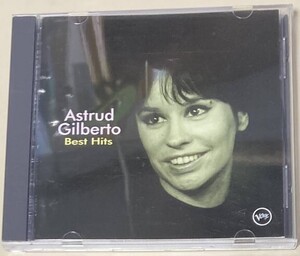 Astrud
Gilberto
Best Hits
Verve